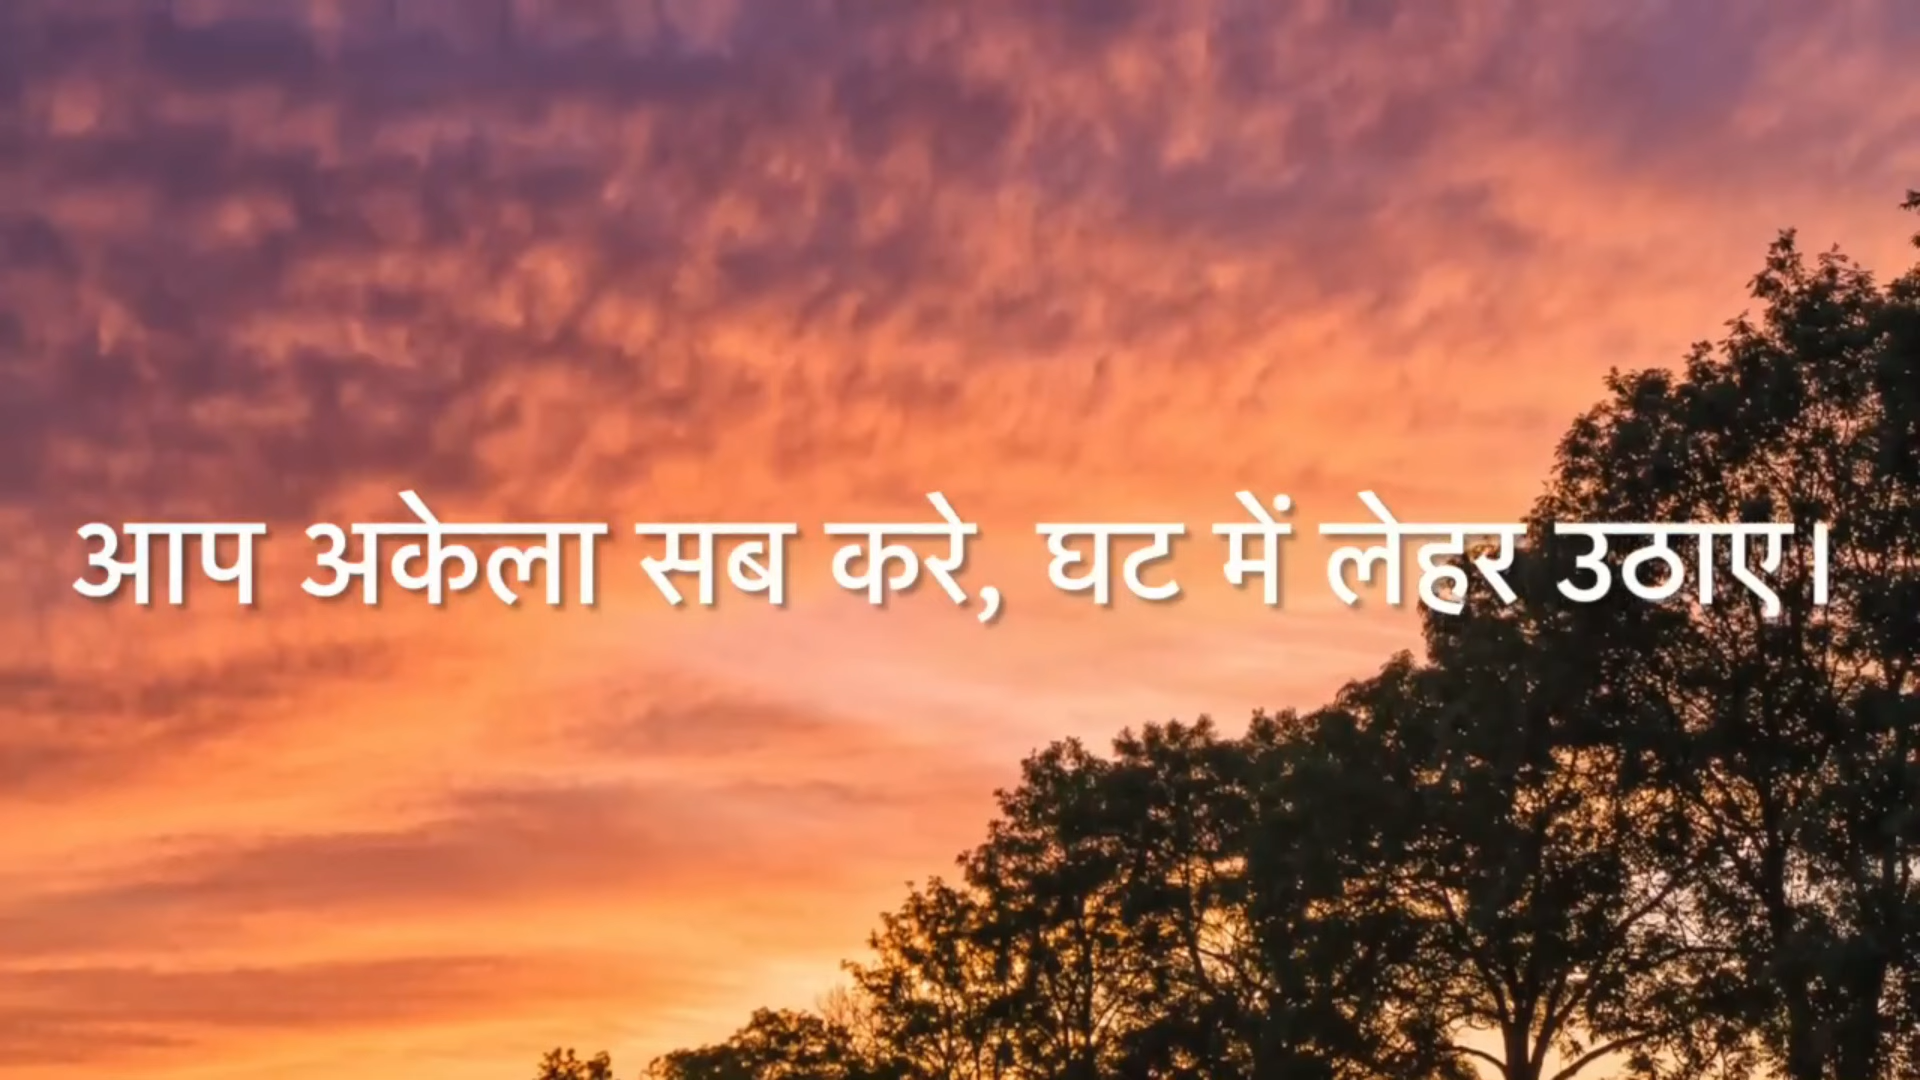 आप अकेला सब करे, घट में लेहर उठाए।